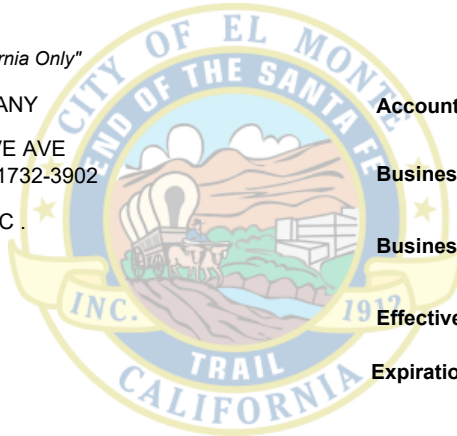 rnia Only"
ANY
VE AVE
1732-3902
C .
Account
Busines
Busines
Effective
Expiratio
CITY OF EL MONTE
END OF THE SANTA FE
TRAIL
INC. 1912
CALIFORNIA